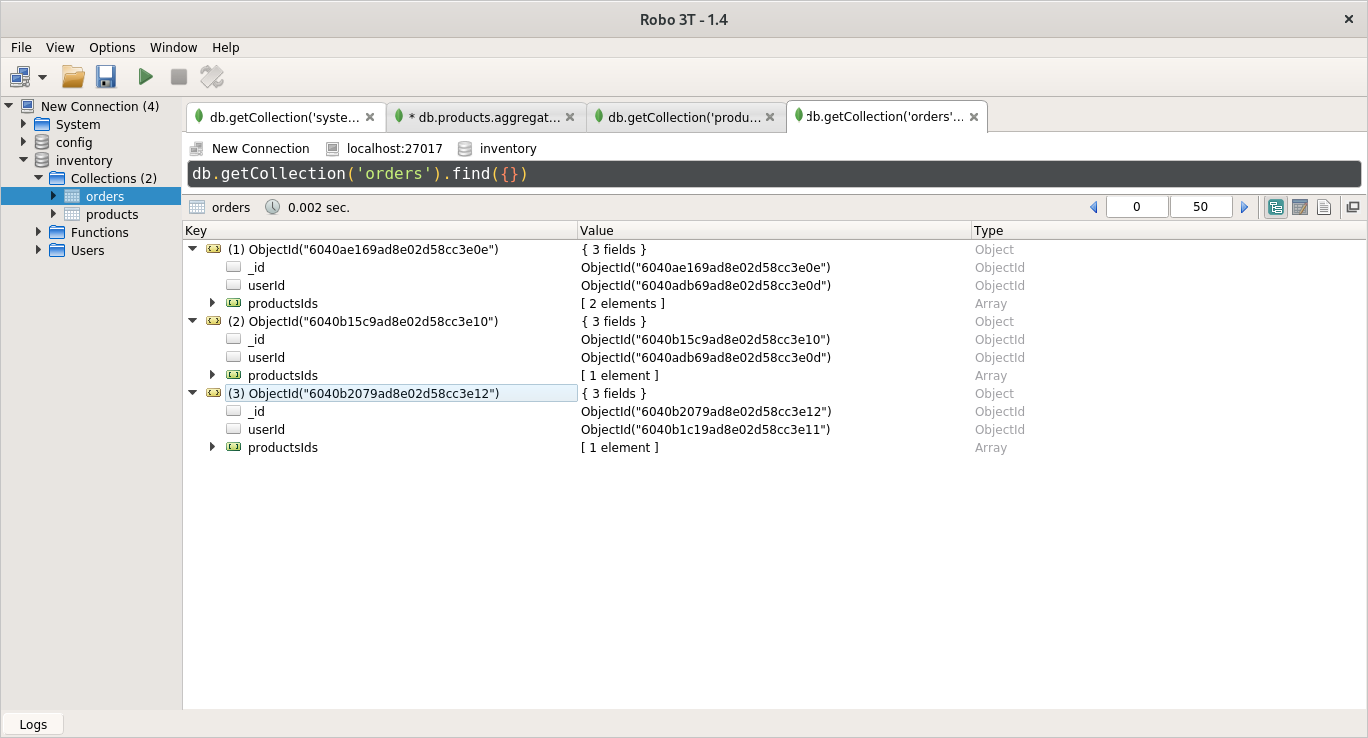 Robo 3T - 1.4
File View Options Window Help
New Connection (4)
System
config
inventory
Collections (2)
orders
products
Functions
Users
db.getCollection('syste...
* db.products.aggregat...
db.getCollection('produ...
db.getCollection('orders'...
New Connection localhost:27017 inventory
db.getCollection('orders').find({})
orders 0.002 sec. 0 50
Key Value Type
(1) ObjectId("6040ae169ad8e02d58cc3e0e") { 3 fields } Object
_id ObjectId("6040ae169ad8e02d58cc3e0e") ObjectId
userId ObjectId("6040adb69ad8e02d58cc3e0d") ObjectId
productsIds [ 2 elements ] Array
(2) ObjectId("6040b15c9ad8e02d58cc3e10") { 3 fields } Object
_id ObjectId("6040b15c9ad8e02d58cc3e10") ObjectId
userId ObjectId("6040adb69ad8e02d58cc3e0d") ObjectId
productsIds [ 1 element ] Array
(3) ObjectId("6040b2079ad8e02d58cc3e12") { 3 fields } Object
_id ObjectId("6040b2079ad8e02d58cc3e12") ObjectId
userId ObjectId("6040b1c19ad8e02d58cc3e11") ObjectId
productsIds [ 1 element ] Array
Logs